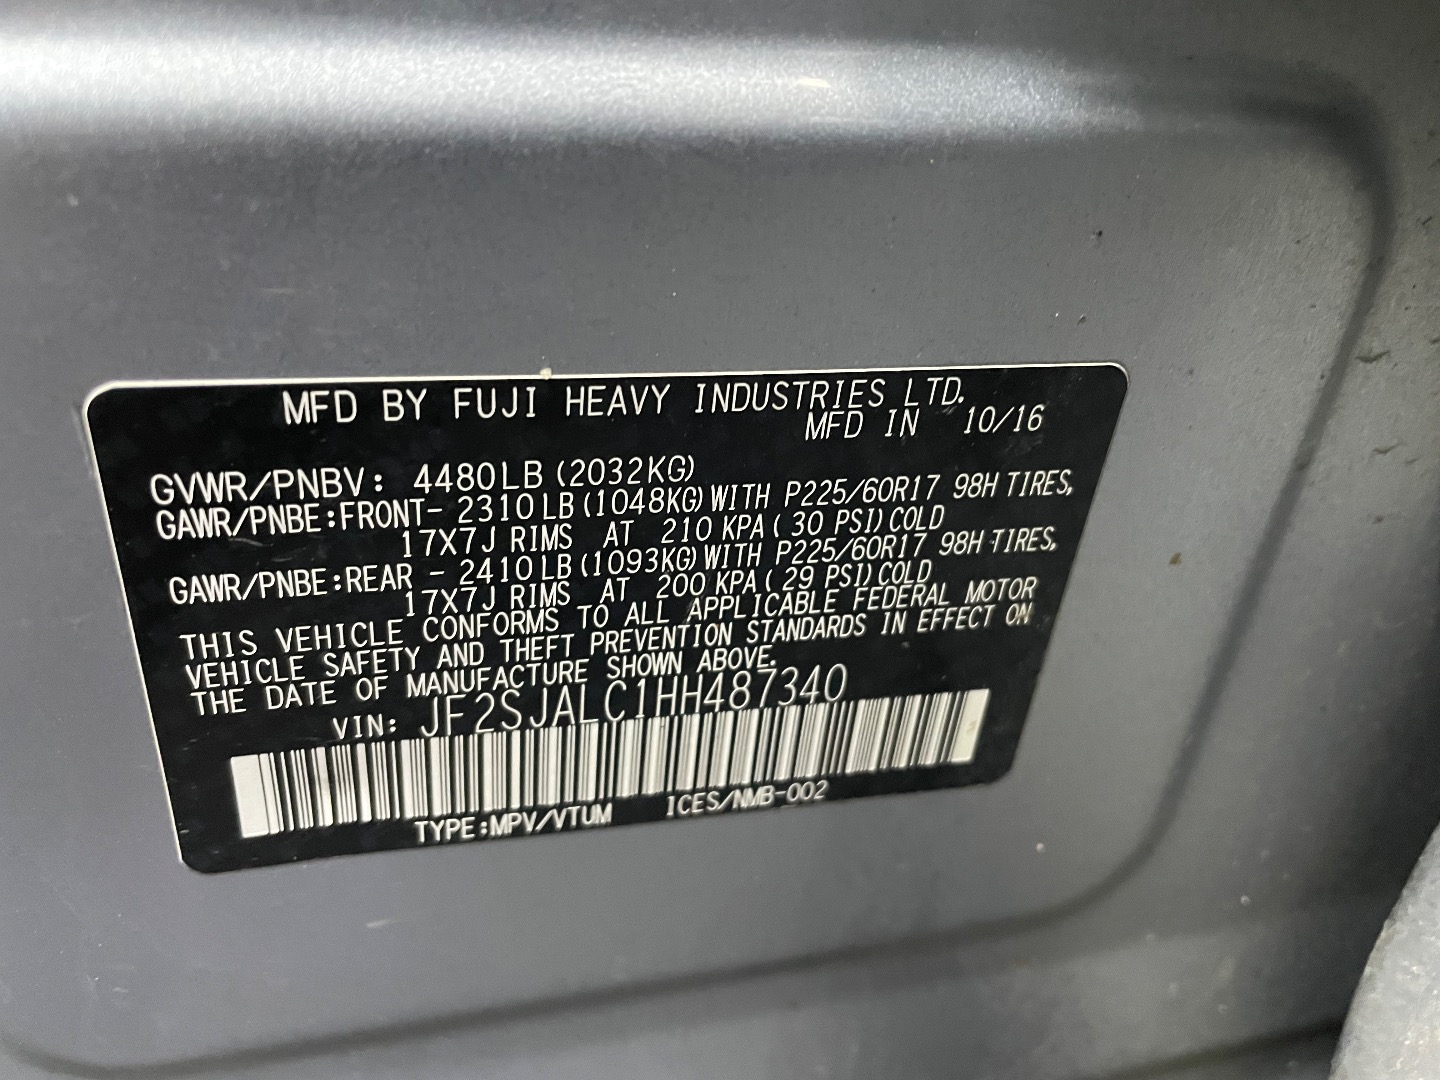 MFD BY FUJI HEAVY INDUSTRIES LTD.
MFD IN 10/16
GVWR/PNBV: 4480LB (2032KG)
GAWR/PNBE:FRONT- 2310LB (1048KG) WITH P225/60R17 98H TIRES,
17X7J RIMS AT 210 KPA ( 30 PSI) COLD
GAWR/PNBE:REAR - 2410LB (1093KG) WITH P225/60R17 98H TIRES,
17X7J RIMS AT 200 KPA ( 29 PSI) COLD
THIS VEHICLE CONFORMS TO ALL APPLICABLE FEDERAL MOTOR
VEHICLE SAFETY AND THEFT PREVENTION STANDARDS IN EFFECT ON
THE DATE OF MANUFACTURE SHOWN ABOVE.
VIN: JF2SJALC1HH487340
TYPE:MPV/VTUM ICES/NMB-002